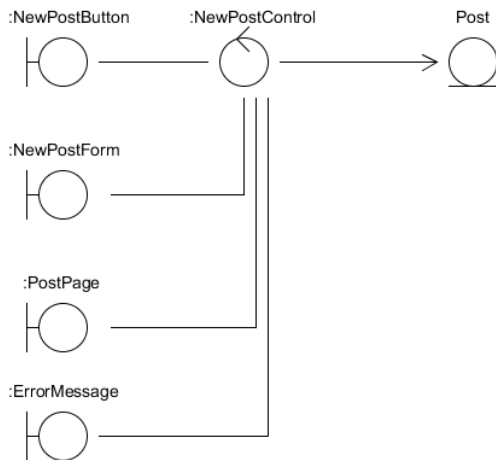 :NewPostButton
:NewPostControl
Post
:NewPostForm
:PostPage
:ErrorMessage